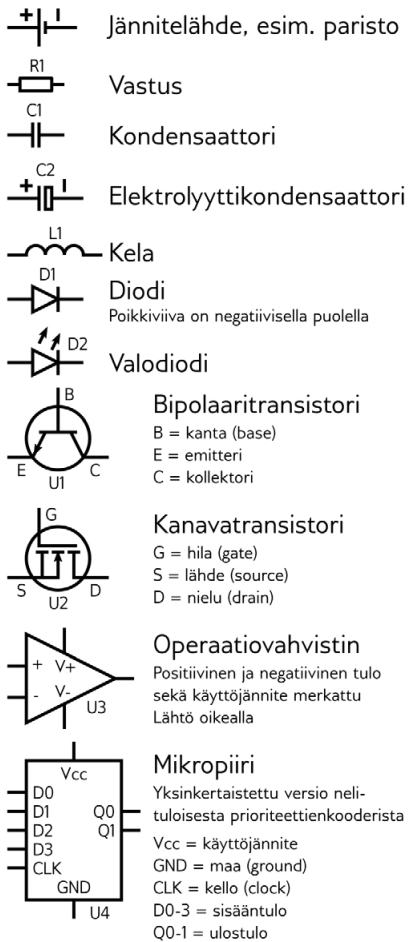 + - Jännitelähde, esim. paristo
R1
Vastus
C1
Kondensaattori
C2
+ - Elektrolyyttikondensaattori
L1
Kela
D1
Diodi
Poikkiviiva on negatiivisella puolella
D2
Valodiodi
B
E C
U1
Bipolaaritransistori
B = kanta (base)
E = emitteri
C = kollektori
G
S D
U2
Kanavatransistori
G = hila (gate)
S = lähde (source)
D = nielu (drain)
+ V+
- V-
U3
Operaatiovahvistin
Positiivinen ja negatiivinen tulo
sekä käyttöjännite merkattu
Lähtö oikealla
Vcc
D0
D1 Q0
D2 Q1
D3
CLK
GND
U4
Mikropiiri
Yksinkertaistettu versio neli-
tuloisesta prioriteettienkooderista
Vcc = käyttöjännite
GND = maa (ground)
CLK = kello (clock)
D0-3 = sisääntulo
Q0-1 = ulostulo